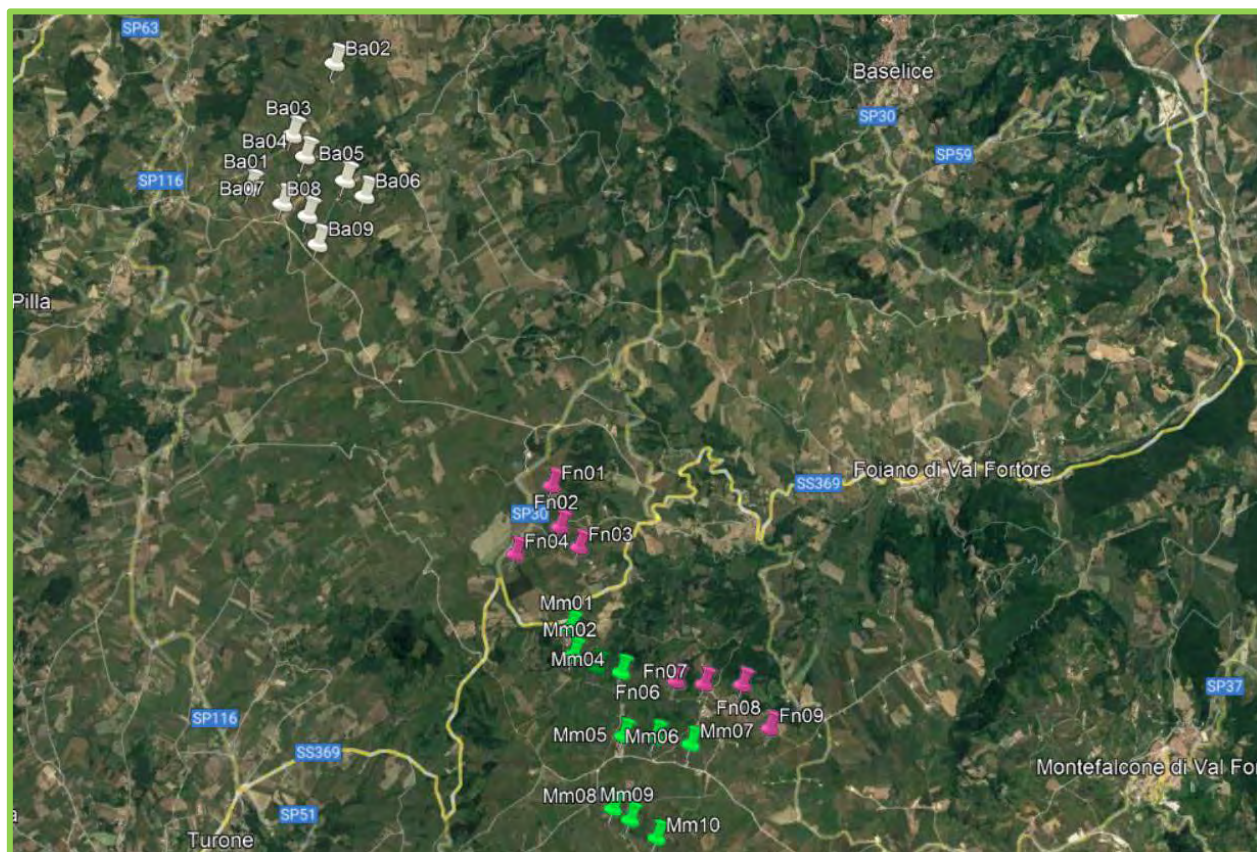 SP63
Ba02
Baselice
Ba03
SP30
Ba04
Ba05
SP59
Ba01
SP116
Ba07
B08
Ba06
Ba09
Pilla
Fn01
Foiano di Val Fortore
SS369
Fn02
SP30
Fn04
Fn03
Mm01
Mm02
Mm04
Fn07
Fn06
SP37
Fn08
Fn09
SP116
Mm05
Mm06
Mm07
SS369
Montefalcone di Val For
Mm08
Mm09
SP51
a
Mm10
Turone